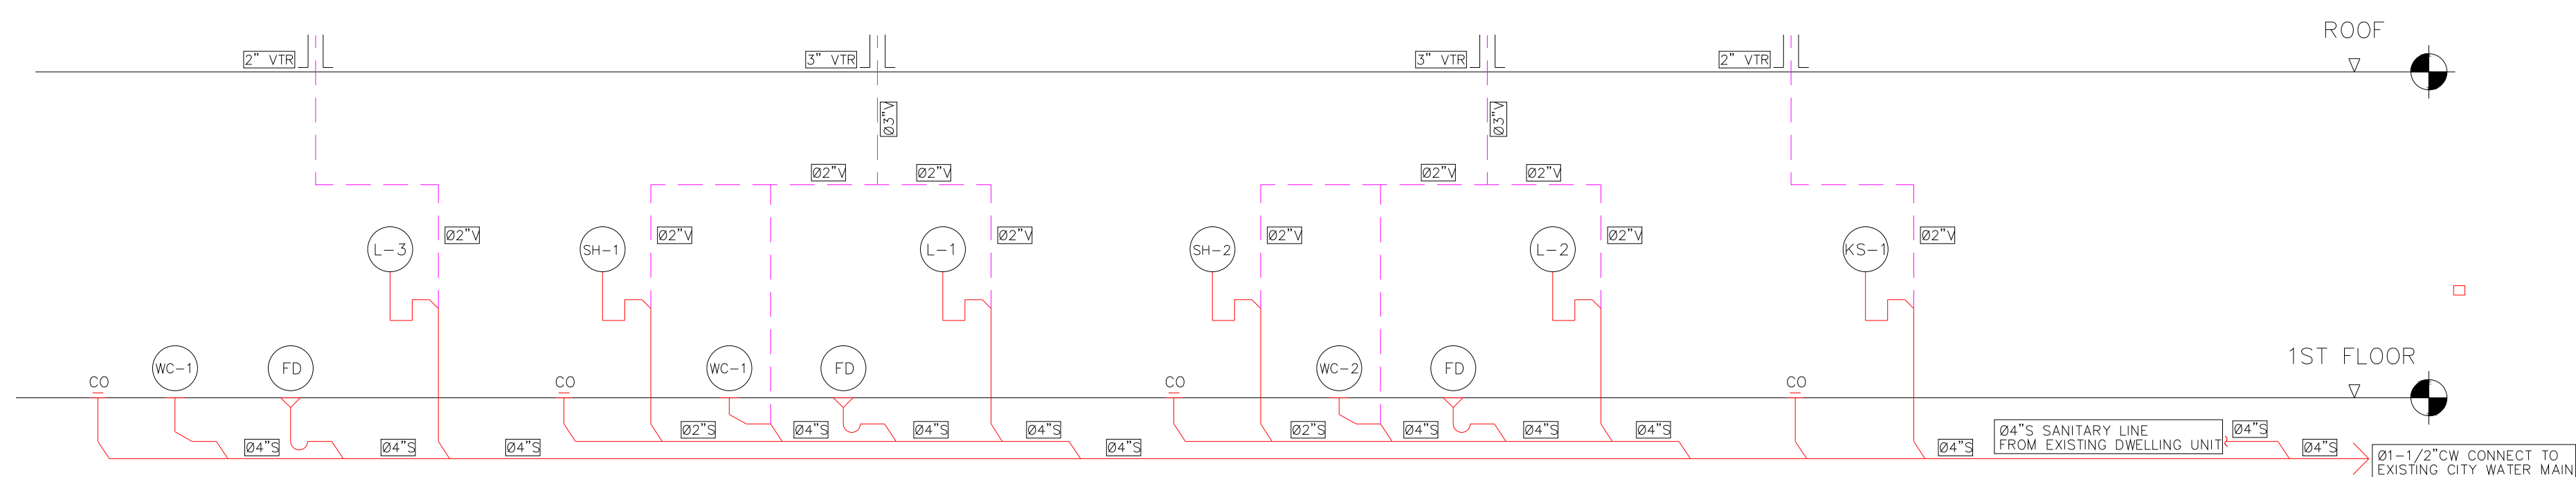 ROOF
2" VTR
3" VTR
3" VTR
2" VTR
Ø3"V
Ø3"V
Ø2"V
Ø2"V
Ø2"V
Ø2"V
L-3
Ø2"V
SH-1
Ø2"V
L-1
Ø2"V
SH-2
Ø2"V
L-2
Ø2"V
KS-1
Ø2"V
1ST FLOOR
CO
WC-1
FD
CO
WC-1
FD
CO
WC-2
FD
CO
Ø2"S
Ø4"S
Ø4"S
Ø4"S
Ø2"S
Ø4"S
Ø4"S
Ø4"S
Ø4"S SANITARY LINE
FROM EXISTING DWELLING UNIT
Ø4"S
Ø4"S
Ø4"S
Ø4"S
Ø4"S
Ø4"S
Ø4"S
Ø1-1/2"CW CONNECT TO
EXISTING CITY WATER MAIN